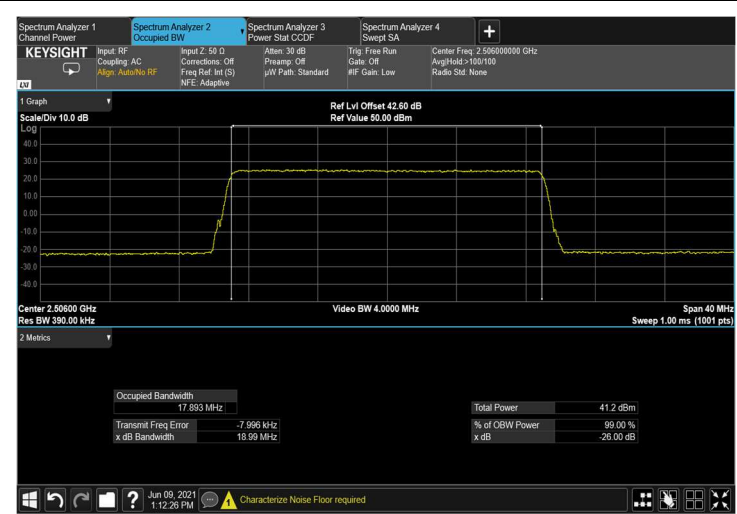 Spectrum Analyzer 1
Channel Power
Spectrum Analyzer 2
Occupied BW
Spectrum Analyzer 3
Power Stat CCDF
Spectrum Analyzer 4
Swept SA
KEYSIGHT
LXI
Input: RF
Coupling: AC
Align: Auto/No RF
Input Z: 50 Ω
Corrections: Off
Freq Ref: Int (S)
NFE: Adaptive
Atten: 30 dB
Preamp: Off
µW Path: Standard
Trig: Free Run
Gate: Off
#IF Gain: Low
Center Freq: 2.506000000 GHz
Avg|Hold:>100/100
Radio Std: None
1 Graph
Scale/Div 10.0 dB
Ref Lvl Offset 42.60 dB
Ref Value 50.00 dBm
Log
40.0
30.0
20.0
10.0
0.00
-10.0
-20.0
-30.0
-40.0
Center 2.50600 GHz
Res BW 390.00 kHz
Video BW 4.0000 MHz
Span 40 MHz
Sweep 1.00 ms (1001 pts)
2 Metrics
Occupied Bandwidth
17.893 MHz
Transmit Freq Error -7.996 kHz
x dB Bandwidth 18.99 MHz
Total Power 41.2 dBm
% of OBW Power 99.00 %
x dB -26.00 dB
? Jun 09, 2021
1:12:26 PM
1 Characterize Noise Floor required